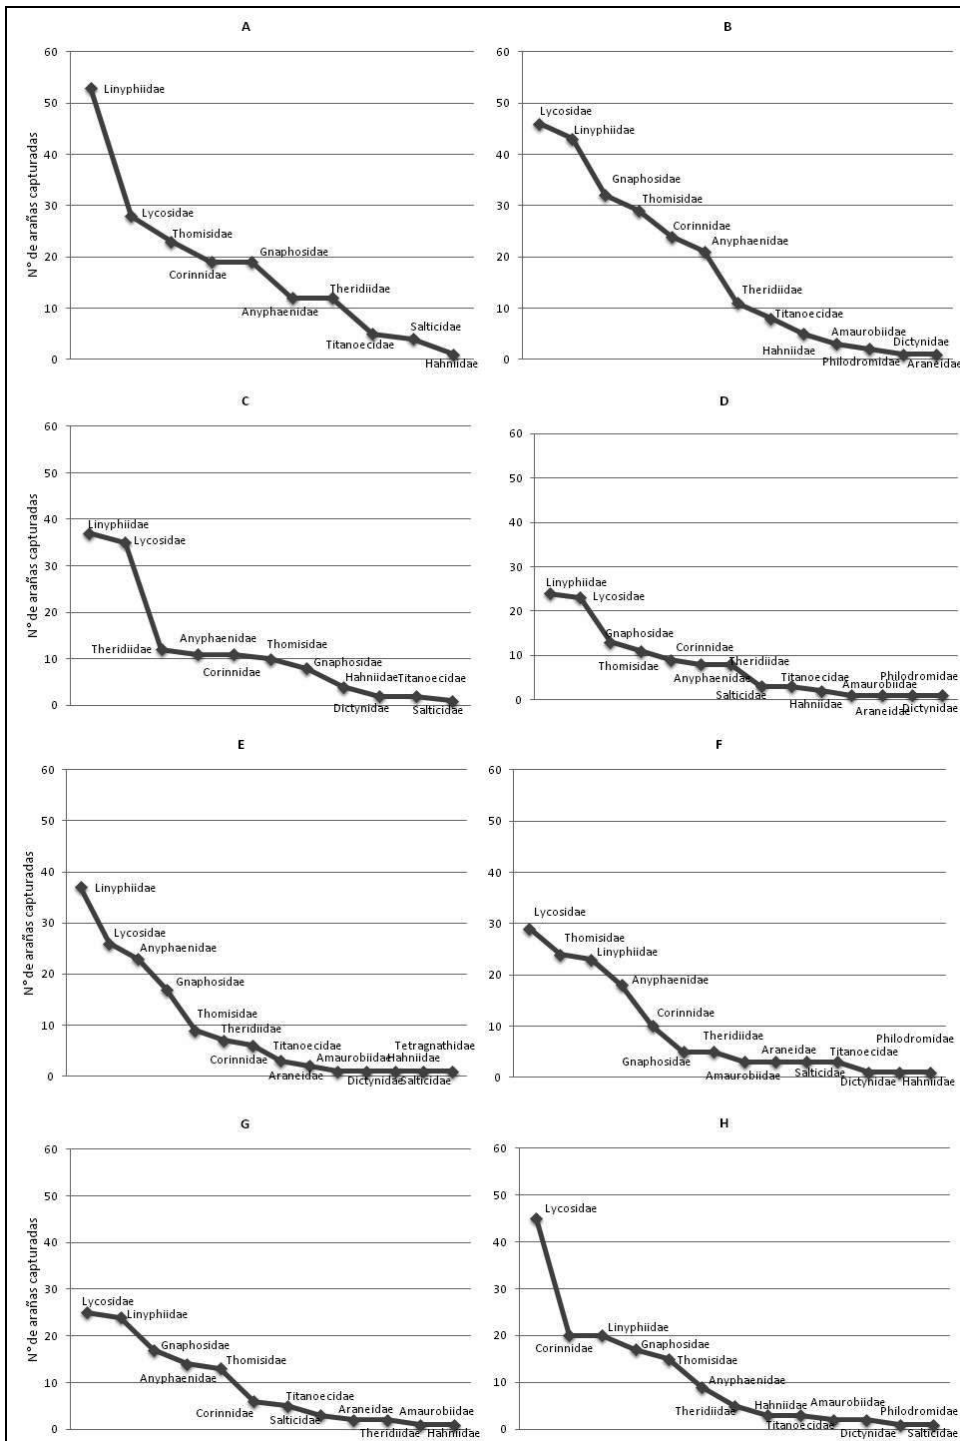 A
N° de arañas capturadas
60
50
40
30
20
10
0
Linyphiidae
Lycosidae
Thomisidae
Corinnidae
Gnaphosidae
Anyphaenidae
Theridiidae
Titanoecidae
Salticidae
Hahniidae
B
60
50
40
30
20
10
0
Lycosidae
Linyphiidae
Gnaphosidae
Thomisidae
Corinnidae
Anyphaenidae
Theridiidae
Titanoecidae
Hahniidae
Amaurobiidae
Philodromidae
Dictynidae
Araneidae
C
N° de arañas capturadas
60
50
40
30
20
10
0
Linyphiidae
Lycosidae
Theridiidae
Anyphaenidae
Corinnidae
Thomisidae
Gnaphosidae
Hahniidae
Dictynidae
Titanoecidae
Salticidae
D
60
50
40
30
20
10
0
Linyphiidae
Lycosidae
Gnaphosidae
Thomisidae
Corinnidae
Anyphaenidae
Theridiidae
Salticidae
Titanoecidae
Hahniidae
Amaurobiidae
Araneidae
Philodromidae
Dictynidae
E
N° de arañas capturadas
60
50
40
30
20
10
0
Linyphiidae
Lycosidae
Anyphaenidae
Gnaphosidae
Thomisidae
Theridiidae
Corinnidae
Titanoecidae
Araneidae
Amaurobiidae
Dictynidae
Hahniidae
Salticidae
Tetragnathidae
F
60
50
40
30
20
10
0
Lycosidae
Thomisidae
Linyphiidae
Anyphaenidae
Corinnidae
Gnaphosidae
Theridiidae
Amaurobiidae
Araneidae
Salticidae
Titanoecidae
Dictynidae
Philodromidae
Hahniidae
G
N° de arañas capturadas
60
50
40
30
20
10
0
Lycosidae
Linyphiidae
Gnaphosidae
Anyphaenidae
Thomisidae
Corinnidae
Titanoecidae
Salticidae
Araneidae
Theridiidae
Amaurobiidae
Hahniidae
H
60
50
40
30
20
10
0
Lycosidae
Corinnidae
Linyphiidae
Gnaphosidae
Thomisidae
Anyphaenidae
Theridiidae
Hahniidae
Titanoecidae
Amaurobiidae
Dictynidae
Philodromidae
Salticidae